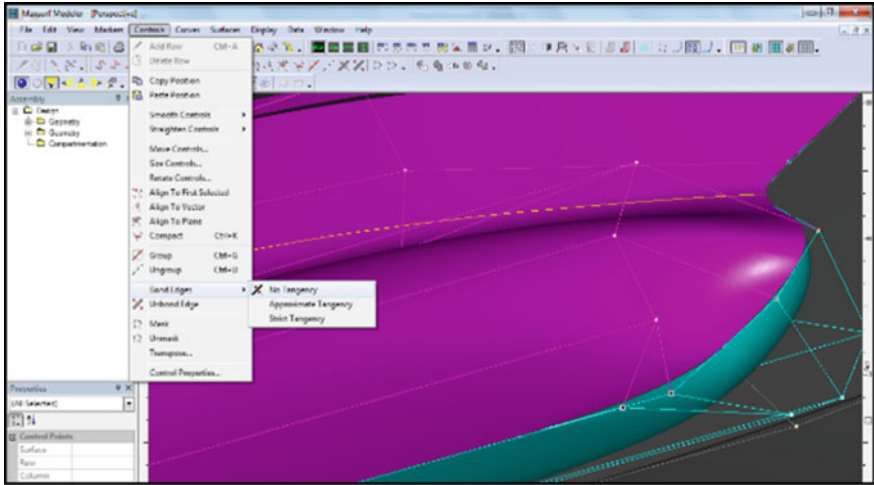 Maxsurf Modeler - [Perspective]
File Edit View Markers Controls Curves Surfaces Display Data Window Help
Add Row Ctrl+A
Delete Row
Copy Position
Paste Position
Smooth Controls
Straighten Controls
Move Controls...
Size Controls...
Rotate Controls...
Align To First Selected
Align To Vector
Align To Plane
Compact Ctrl+K
Group Ctrl+G
Ungroup Ctrl+U
Bond Edges
No Tangency
Approximate Tangency
Strict Tangency
Unbond Edge
Mask
Unmask
Transpose...
Control Properties...
Assembly
Design
Geometry
Geometry
Compartmentation
Properties
(All Selected)
Control Points
Surface
Row
Column